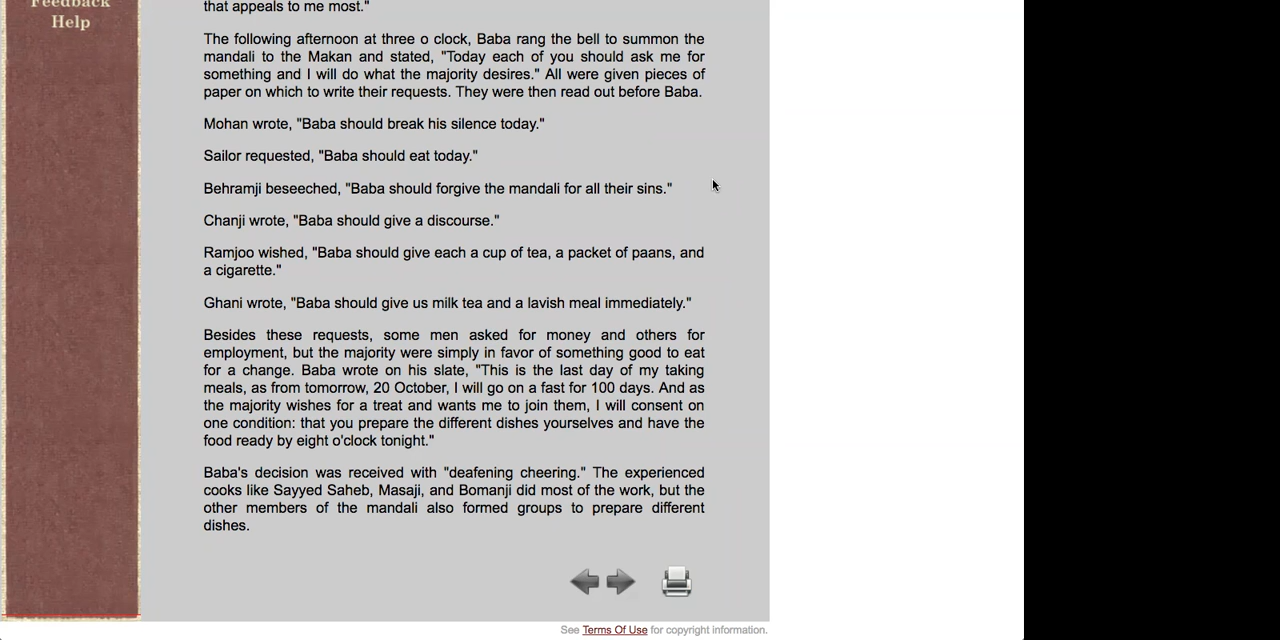 Feedback
Help
that appeals to me most."
The following afternoon at three o clock, Baba rang the bell to summon the
mandali to the Makan and stated, "Today each of you should ask me for
something and I will do what the majority desires." All were given pieces of
paper on which to write their requests. They were then read out before Baba.
Mohan wrote, "Baba should break his silence today."
Sailor requested, "Baba should eat today."
Behramji beseeched, "Baba should forgive the mandali for all their sins."
Chanji wrote, "Baba should give a discourse."
Ramjoo wished, "Baba should give each a cup of tea, a packet of paans, and
a cigarette."
Ghani wrote, "Baba should give us milk tea and a lavish meal immediately."
Besides these requests, some men asked for money and others for
employment, but the majority were simply in favor of something good to eat
for a change. Baba wrote on his slate, "This is the last day of my taking
meals, as from tomorrow, 20 October, I will go on a fast for 100 days. And as
the majority wishes for a treat and wants me to join them, I will consent on
one condition: that you prepare the different dishes yourselves and have the
food ready by eight o'clock tonight."
Baba's decision was received with "deafening cheering." The experienced
cooks like Sayyed Saheb, Masaji, and Bomanji did most of the work, but the
other members of the mandali also formed groups to prepare different
dishes.
See Terms Of Use for copyright information.